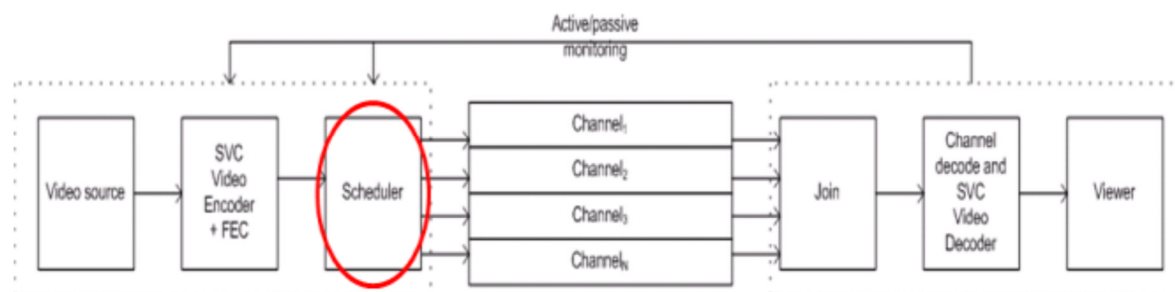 Active/passive
monitoring
Video source
SVC
Video
Encoder
+ FEC
Scheduler
Channel₁
Channel₂
Channel₃
Channelₙ
Join
Channel
decode and
SVC
Video
Decoder
Viewer